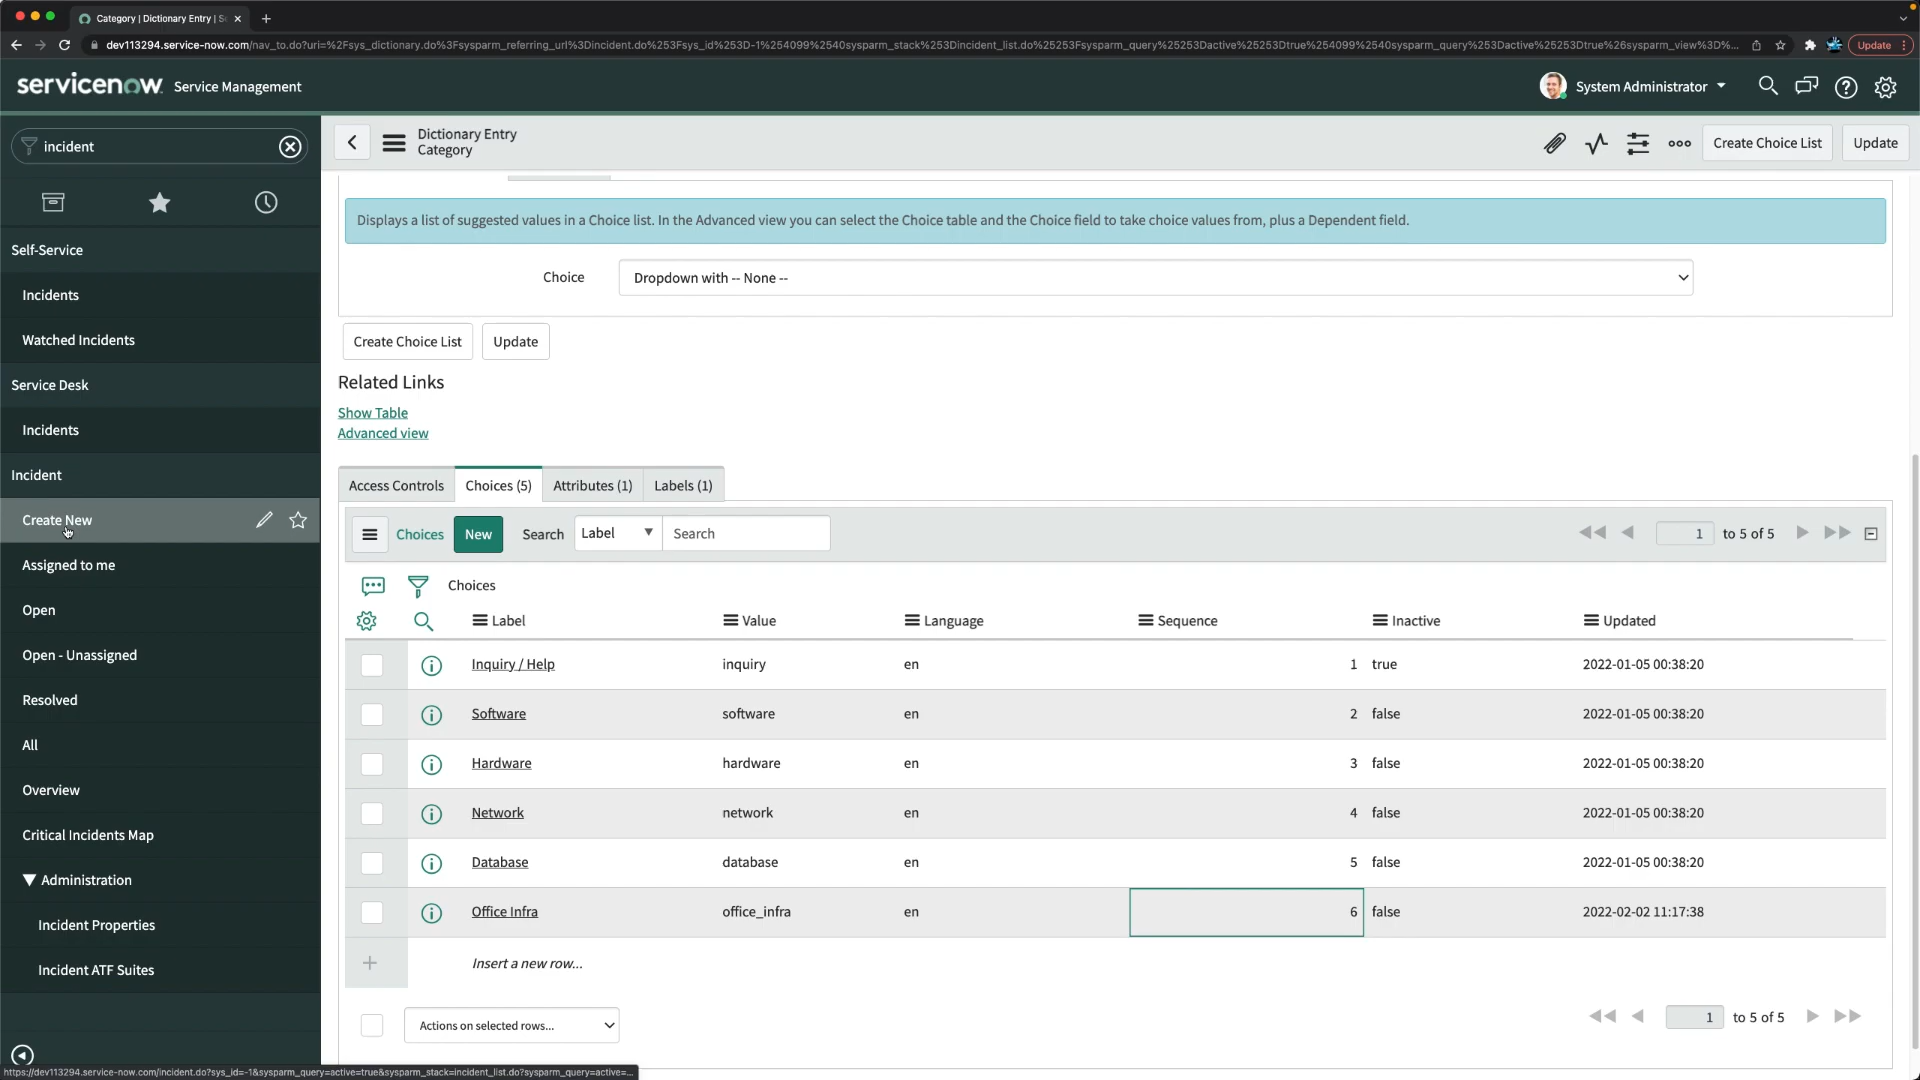 Category | Dictionary Entry | S
dev113294.service-now.com/nav_to.do?uri=%2Fsys_dictionary.do%3Fsysparm_referring_url%3Dincident.do%253Fsys_id%253D-1%254099%2540sysparm_stack%253Dincident_list.do%25253Fsysparm_query%25253Dactive%25253Dtrue%254099%2540sysparm_query%253Dactive%25253Dtrue%26sysparm_view%3D%...
Update
servicenow Service Management
System Administrator
incident
Dictionary Entry
Category
Create Choice List
Update
Displays a list of suggested values in a Choice list. In the Advanced view you can select the Choice table and the Choice field to take choice values from, plus a Dependent field.
Choice
Dropdown with -- None --
Create Choice List
Update
Related Links
Show Table
Advanced view
Self-Service
Incidents
Watched Incidents
Service Desk
Incidents
Incident
Create New
Assigned to me
Open
Open - Unassigned
Resolved
All
Overview
Critical Incidents Map
Administration
Incident Properties
Incident ATF Suites
Access Controls
Choices (5)
Attributes (1)
Labels (1)
Choices
New
Search
Label
Search
1 to 5 of 5
Choices
Label Value Language Sequence Inactive Updated
Inquiry / Help inquiry en 1 true 2022-01-05 00:38:20
Software software en 2 false 2022-01-05 00:38:20
Hardware hardware en 3 false 2022-01-05 00:38:20
Network network en 4 false 2022-01-05 00:38:20
Database database en 5 false 2022-01-05 00:38:20
Office Infra office_infra en 6 false 2022-02-02 11:17:38
Insert a new row...
Actions on selected rows...
1 to 5 of 5
https://dev113294.service-now.com/incident.do?sys_id=-1&sysparm_query=active=true&sysparm_stack=incident_list.do?sysparm_query=active=...